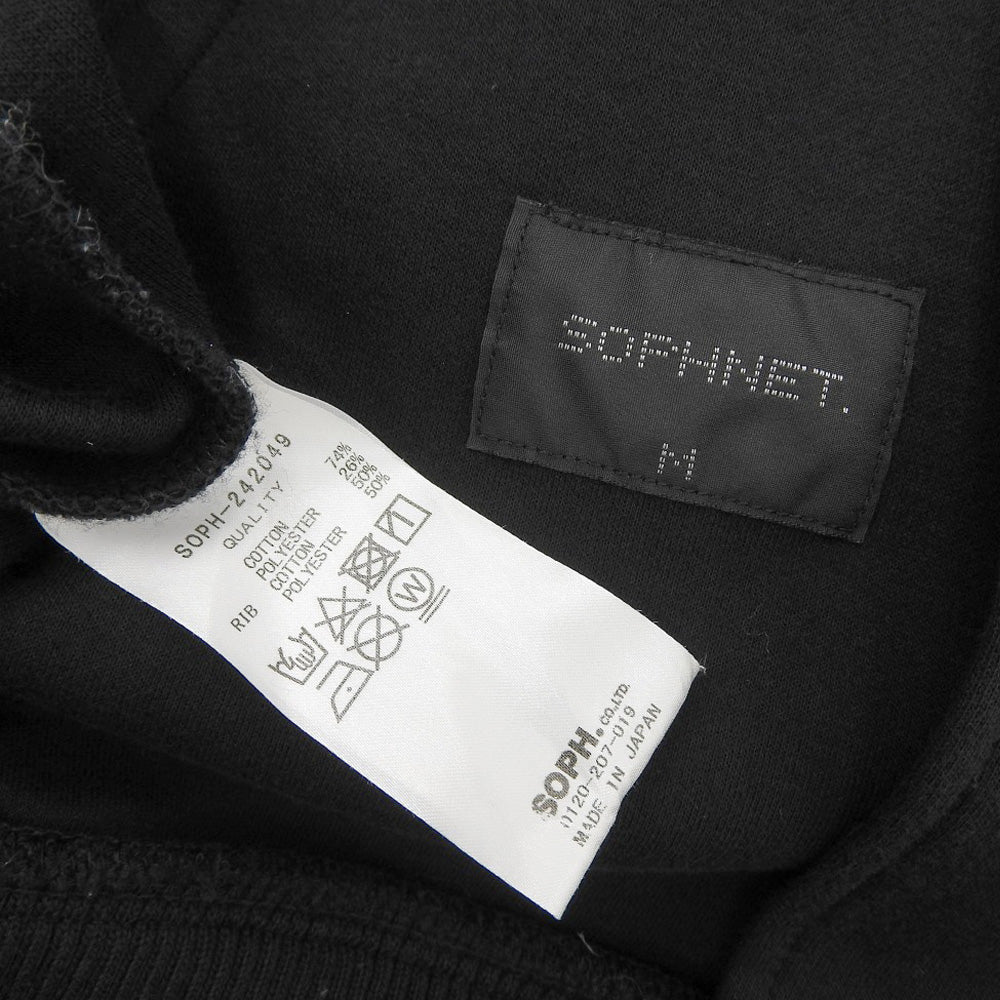 SOPHNET.
M
SOPH-242049
QUALITY
COTTON 74%
POLYESTER 26%
RIB COTTON 50%
POLYESTER 50%
W
SOPH. CO.,LTD.
0120-207-019
MADE IN JAPAN